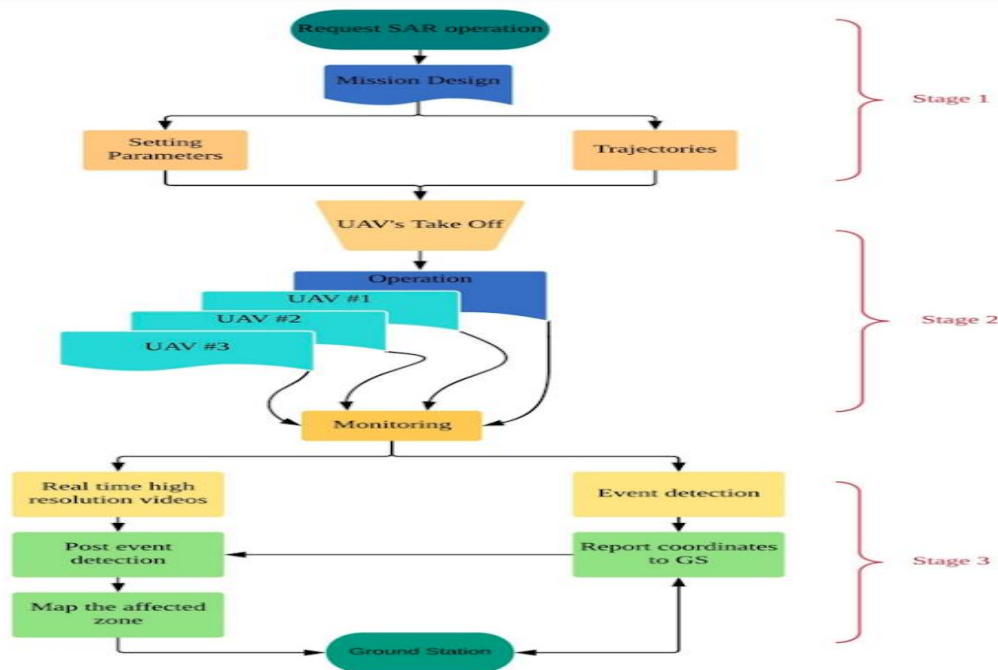 Request SAR operation
Mission Design
Stage 1
Setting
Parameters
Trajectories
UAV's Take Off
Operation
UAV #1
UAV #2
UAV #3
Stage 2
Monitoring
Real time high
resolution videos
Event detection
Post event
detection
Report coordinates
to GS
Stage 3
Map the affected
zone
Ground Station